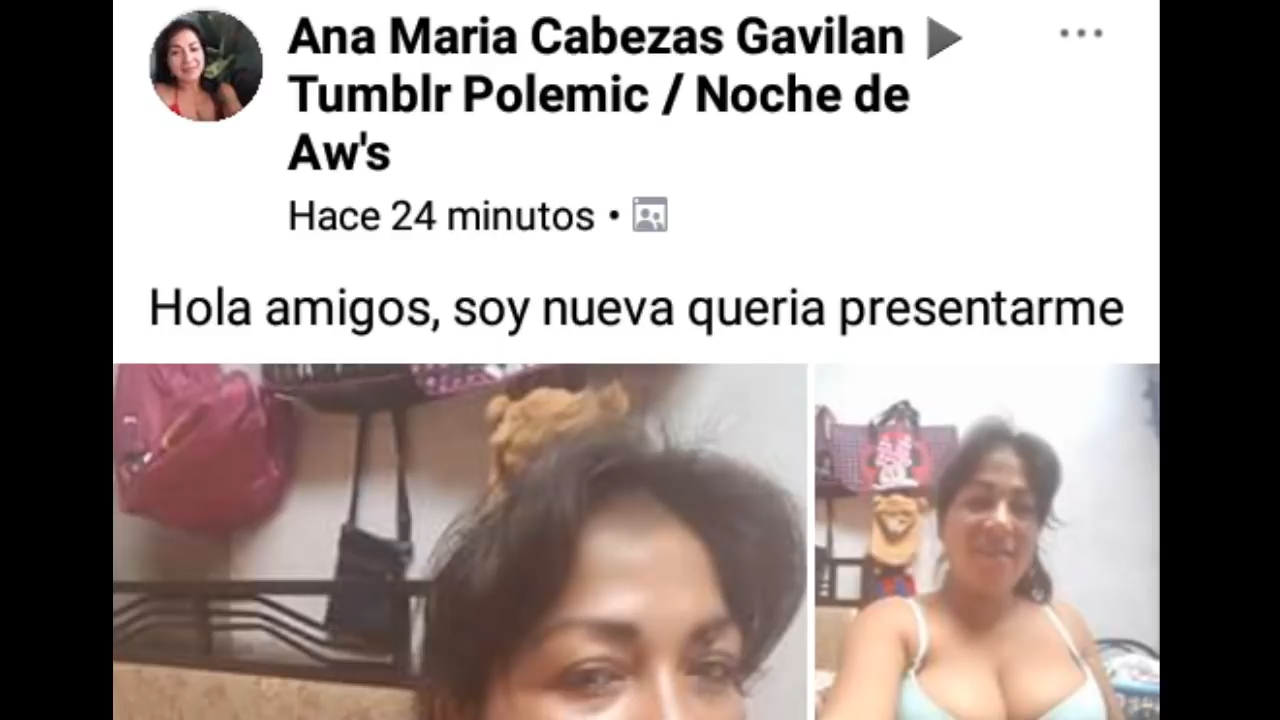 Ana Maria Cabezas Gavilan ▶
Tumblr Polemic / Noche de
Aw's
Hace 24 minutos •
Hola amigos, soy nueva queria presentarme